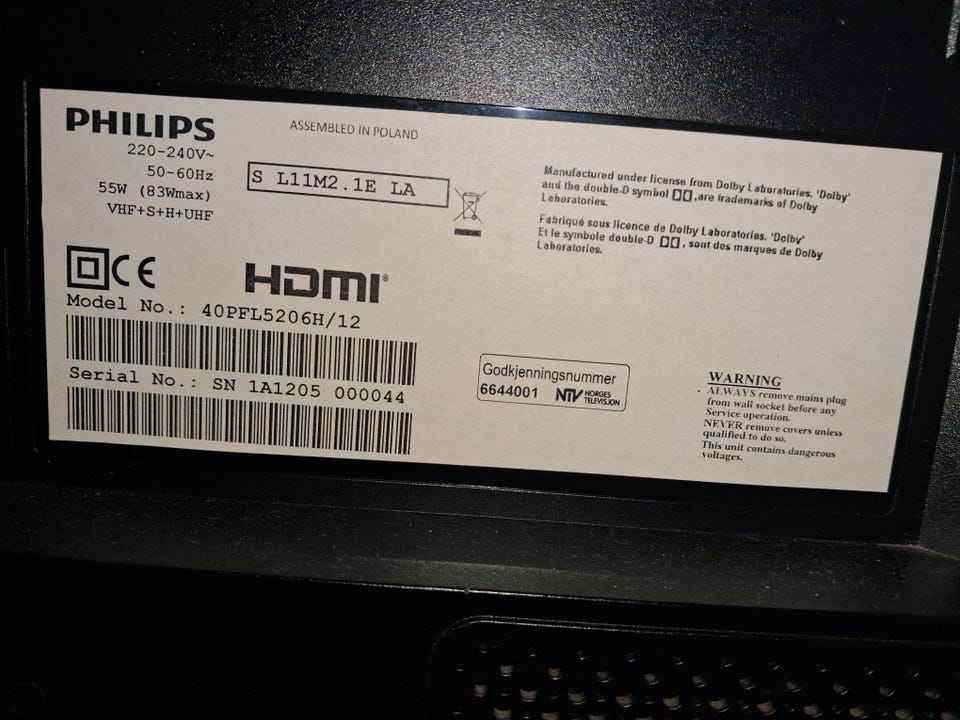 PHILIPS
220-240V~
50-60Hz
55W (83Wmax)
VHF+S+H+UHF
ASSEMBLED IN POLAND
S L11M2.1E LA
Manufactured under license from Dolby Laboratories. 'Dolby'
and the double-D symbol ,are trademarks of Dolby
Laboratories.
Fabriqué sous licence de Dolby Laboratories. 'Dolby'
Et le symbole double-D , sont des marques de Dolby
Laboratories.
CE
HDMI®
Model No.: 40PFL5206H/12
Serial No.: SN 1A1205 000044
Godkjenningsnummer
6644001 NTV NORGES
TELEVISJON
WARNING
- ALWAYS remove mains plug
from wall socket before any
Service operation.
NEVER remove covers unless
qualified to do so.
This unit contains dangerous
voltages.